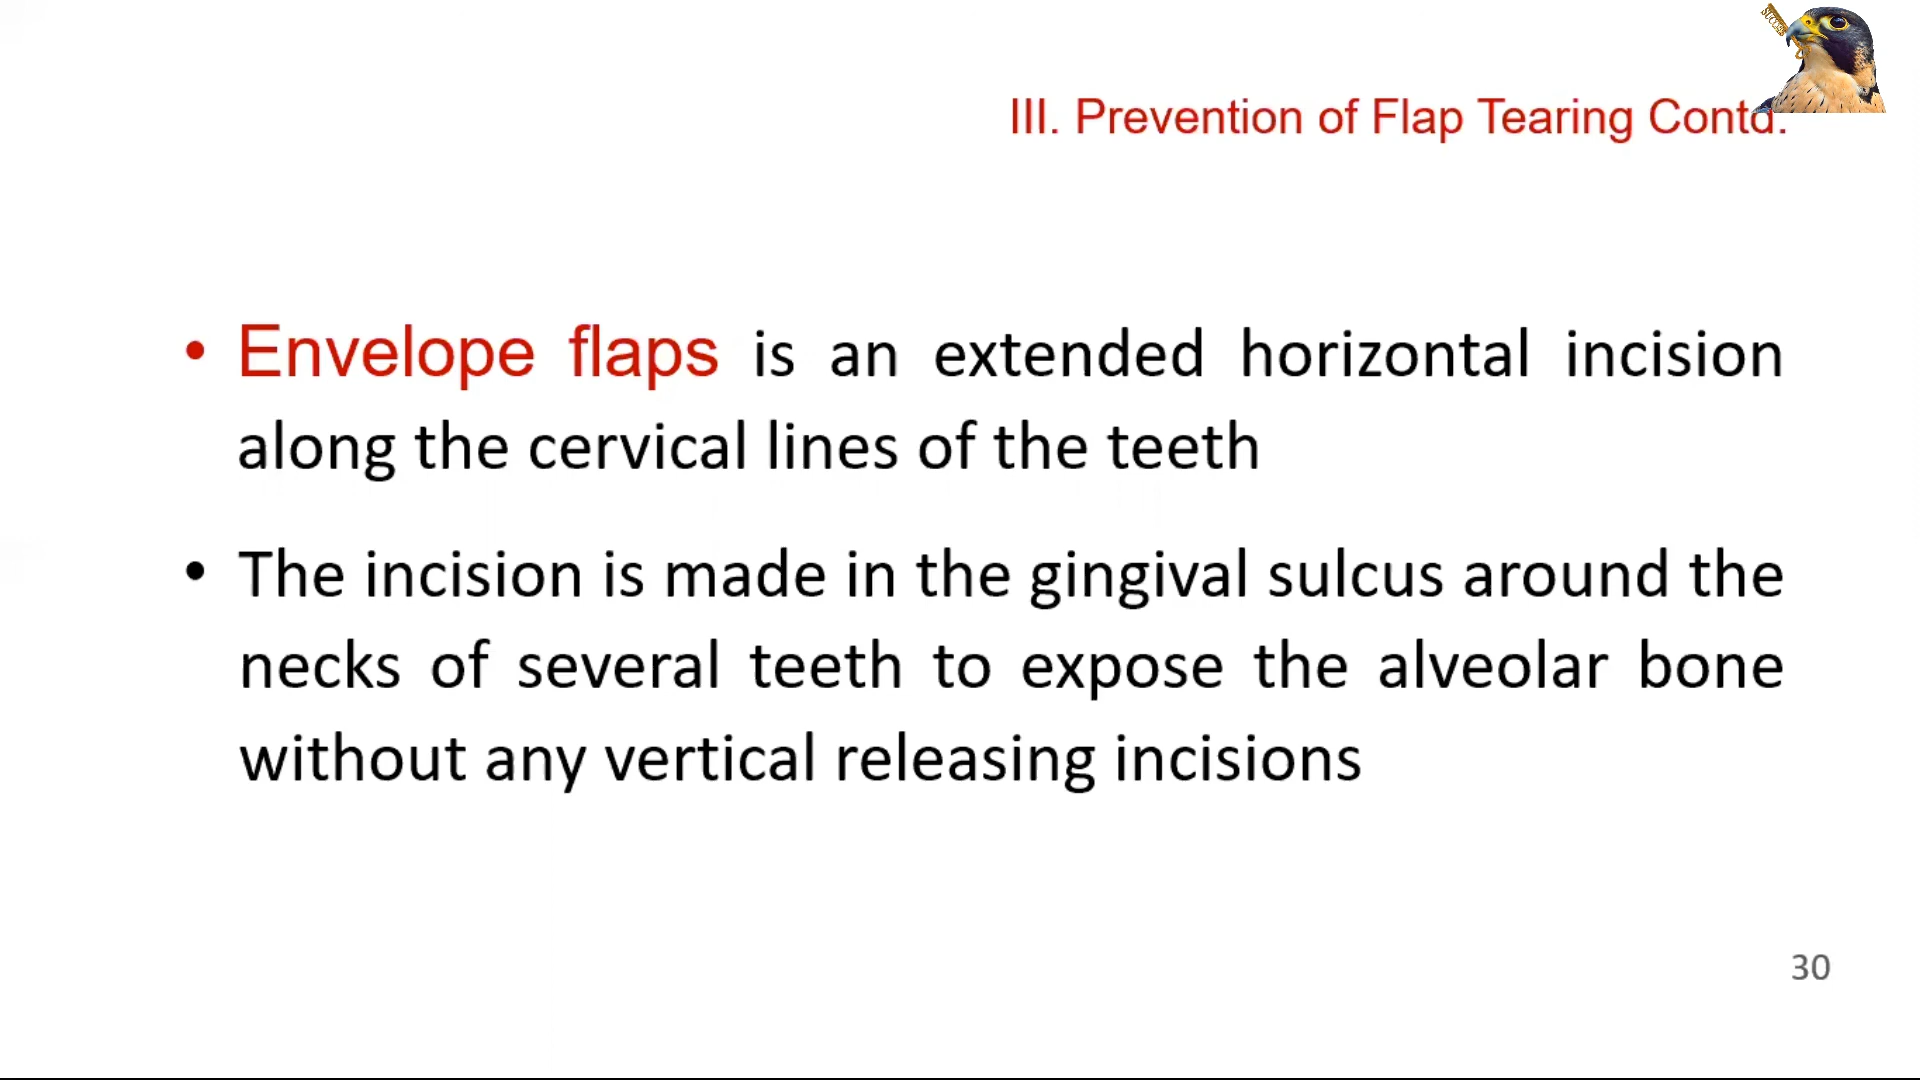 SUCCESS
III. Prevention of Flap Tearing Contd.
• Envelope flaps is an extended horizontal incision
along the cervical lines of the teeth
• The incision is made in the gingival sulcus around the
necks of several teeth to expose the alveolar bone
without any vertical releasing incisions
30